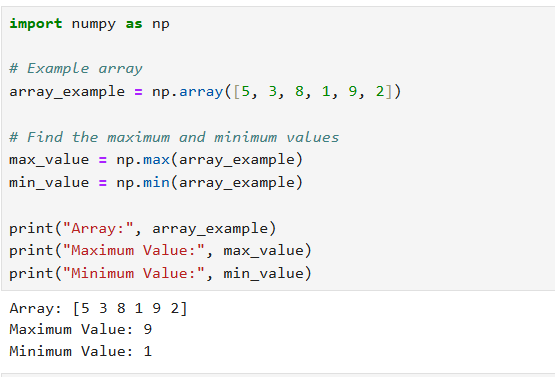 import numpy as np
# Example array
array_example = np.array([5, 3, 8, 1, 9, 2])
# Find the maximum and minimum values
max_value = np.max(array_example)
min_value = np.min(array_example)
print("Array:", array_example)
print("Maximum Value:", max_value)
print("Minimum Value:", min_value)
Array: [5 3 8 1 9 2]
Maximum Value: 9
Minimum Value: 1